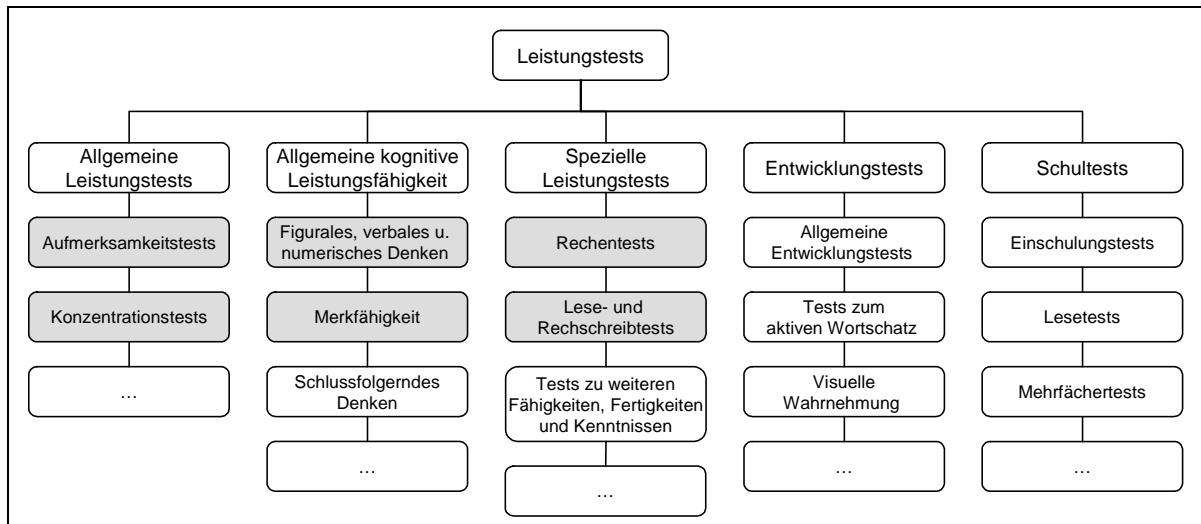 Leistungstests
Allgemeine
Leistungstests
Allgemeine kognitive
Leistungsfähigkeit
Spezielle
Leistungstests
Entwicklungstests
Schultests
Aufmerksamkeitstests
Figurales, verbales u.
numerisches Denken
Rechentests
Allgemeine
Entwicklungstests
Einschulungstests
Konzentrationstests
Merkfähigkeit
Lese- und
Rechschreibtests
Tests zum
aktiven Wortschatz
Lesetests
…
Schlussfolgerndes
Denken
Tests zu weiteren
Fähigkeiten, Fertigkeiten
und Kenntnissen
Visuelle
Wahrnehmung
Mehrfächertests
…
…
…
…